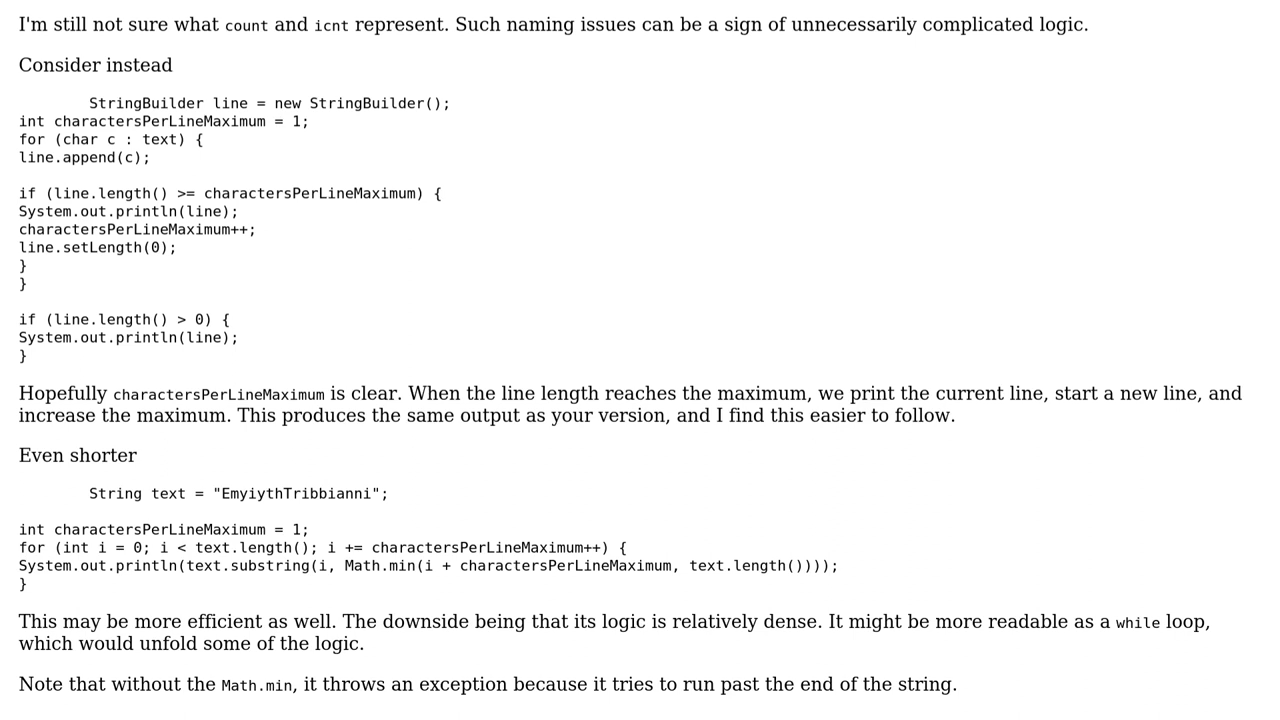 I'm still not sure what count and icnt represent. Such naming issues can be a sign of unnecessarily complicated logic.
Consider instead
StringBuilder line = new StringBuilder();
int charactersPerLineMaximum = 1;
for (char c : text) {
line.append(c);
if (line.length() >= charactersPerLineMaximum) {
System.out.println(line);
charactersPerLineMaximum++;
line.setLength(0);
}
}
if (line.length() > 0) {
System.out.println(line);
}
Hopefully charactersPerLineMaximum is clear. When the line length reaches the maximum, we print the current line, start a new line, and
increase the maximum. This produces the same output as your version, and I find this easier to follow.
Even shorter
String text = "EmyiythTribbianni";
int charactersPerLineMaximum = 1;
for (int i = 0; i < text.length(); i += charactersPerLineMaximum++) {
System.out.println(text.substring(i, Math.min(i + charactersPerLineMaximum, text.length())));
}
This may be more efficient as well. The downside being that its logic is relatively dense. It might be more readable as a while loop,
which would unfold some of the logic.
Note that without the Math.min, it throws an exception because it tries to run past the end of the string.